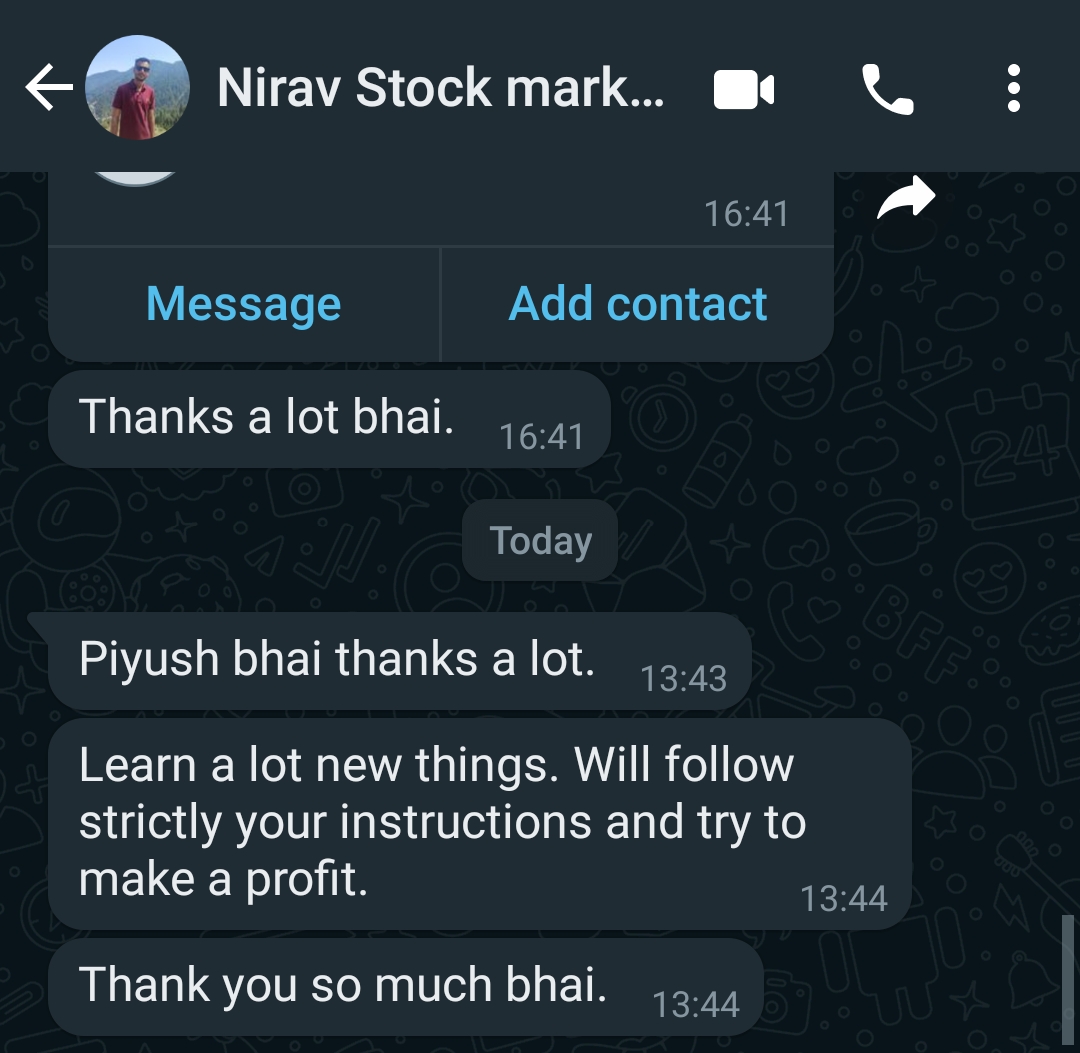 Nirav Stock mark...
16:41
Message
Add contact
Thanks a lot bhai.
16:41
Today
Piyush bhai thanks a lot.
13:43
Learn a lot new things. Will follow
strictly your instructions and try to
make a profit.
13:44
Thank you so much bhai.
13:44